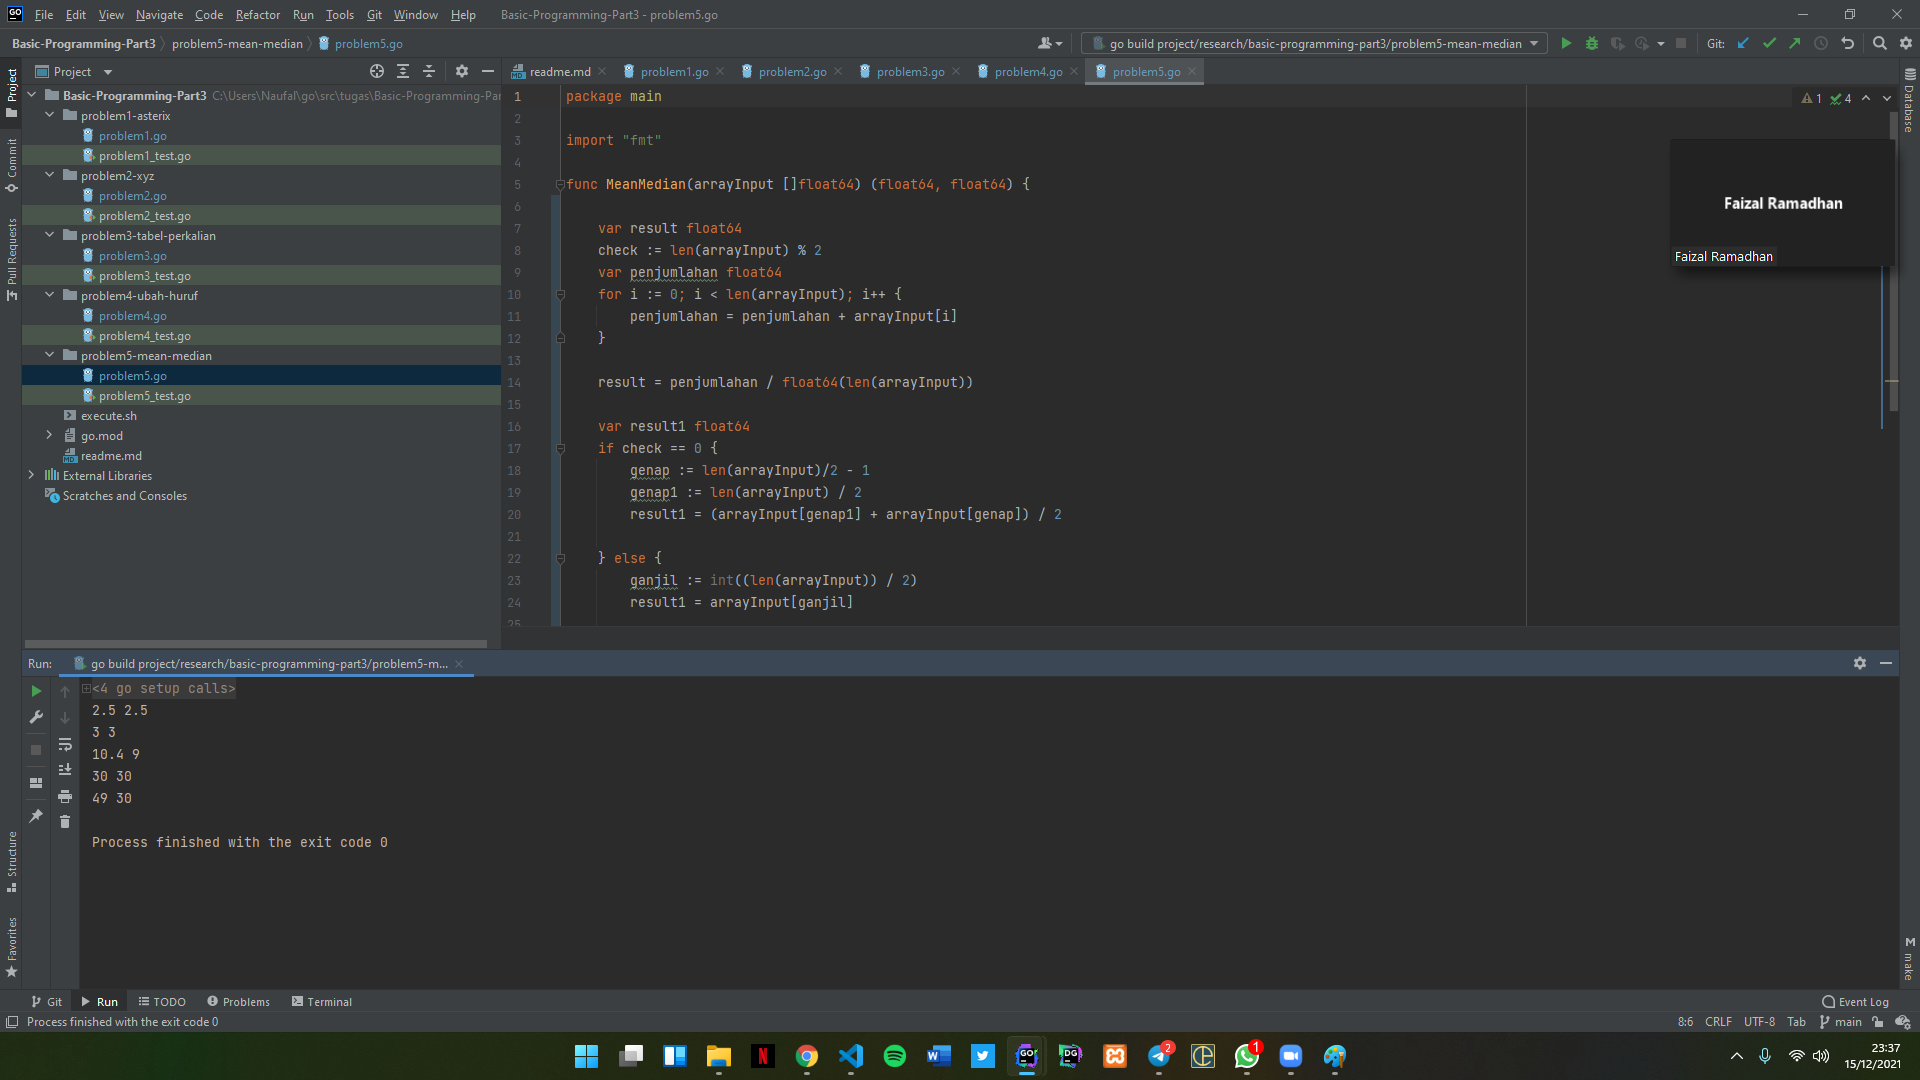 File Edit View Navigate Code Refactor Run Tools Git Window Help Basic-Programming-Part3 - problem5.go
Basic-Programming-Part3 problem5-mean-median problem5.go go build project/research/basic-programming-part3/problem5-mean-median Git:
Project readme.md problem1.go problem2.go problem3.go problem4.go problem5.go
Basic-Programming-Part3 C:\Users\Naufal\go\src\tugas\Basic-Programming-Par
problem1-asterix
problem1.go
problem1_test.go
problem2-xyz
problem2.go
problem2_test.go
problem3-tabel-perkalian
problem3.go
problem3_test.go
problem4-ubah-huruf
problem4.go
problem4_test.go
problem5-mean-median
problem5.go
problem5_test.go
execute.sh
go.mod
readme.md
External Libraries
Scratches and Consoles
Project
Commit
Pull Requests
Structure
Favorites
1 package main
2
3 import "fmt"
4
5 func MeanMedian(arrayInput []float64) (float64, float64) {
6
7 var result float64
8 check := len(arrayInput) % 2
9 var penjumlahan float64
10 for i := 0; i < len(arrayInput); i++ {
11 penjumlahan = penjumlahan + arrayInput[i]
12 }
13
14 result = penjumlahan / float64(len(arrayInput))
15
16 var result1 float64
17 if check == 0 {
18 genap := len(arrayInput)/2 - 1
19 genap1 := len(arrayInput) / 2
20 result1 = (arrayInput[genap1] + arrayInput[genap]) / 2
21
22 } else {
23 ganjil := int((len(arrayInput)) / 2)
24 result1 = arrayInput[ganjil]
25
1 4
Database
make
Faizal Ramadhan
Faizal Ramadhan
Run: go build project/research/basic-programming-part3/problem5-m...
<4 go setup calls>
2.5 2.5
3 3
10.4 9
30 30
49 30
Process finished with the exit code 0
Git Run TODO Problems Terminal Event Log
Process finished with the exit code 0 8:6 CRLF UTF-8 Tab main
2 1
23:37
15/12/2021